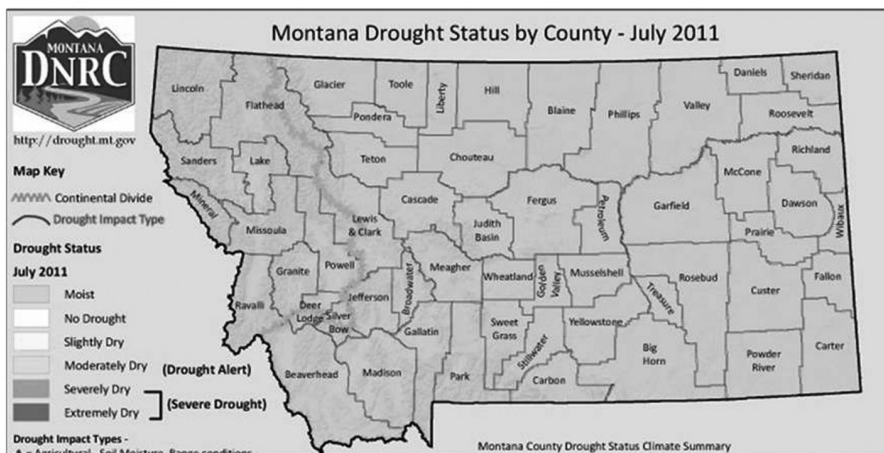 Montana Drought Status by County - July 2011
MONTANA
DNRC
http://drought.mt.gov
Map Key
Continental Divide
Drought Impact Type
Drought Status
July 2011
Moist
No Drought
Slightly Dry
Moderately Dry (Drought Alert)
Severely Dry
(Severe Drought)
Extremely Dry
Drought Impact Types -
A = Agricultural - Soil Moisture, Range conditions
Lincoln
Flathead
Glacier
Toole
Liberty
Hill
Blaine
Phillips
Valley
Daniels
Sheridan
Roosevelt
Pondera
Sanders
Lake
Teton
Chouteau
McCone
Richland
Mineral
Missoula
Lewis
& Clark
Cascade
Judith
Basin
Fergus
Petroleum
Garfield
Dawson
Prairie
Wibaux
Powell
Granite
Ravalli
Deer
Lodge
Silver
Bow
Jefferson
Broadwater
Meagher
Wheatland
Golden
Valley
Musselshell
Treasure
Rosebud
Custer
Fallon
Gallatin
Sweet
Grass
Stillwater
Yellowstone
Big
Horn
Powder
River
Carter
Beaverhead
Madison
Park
Carbon
Montana County Drought Status Climate Summary